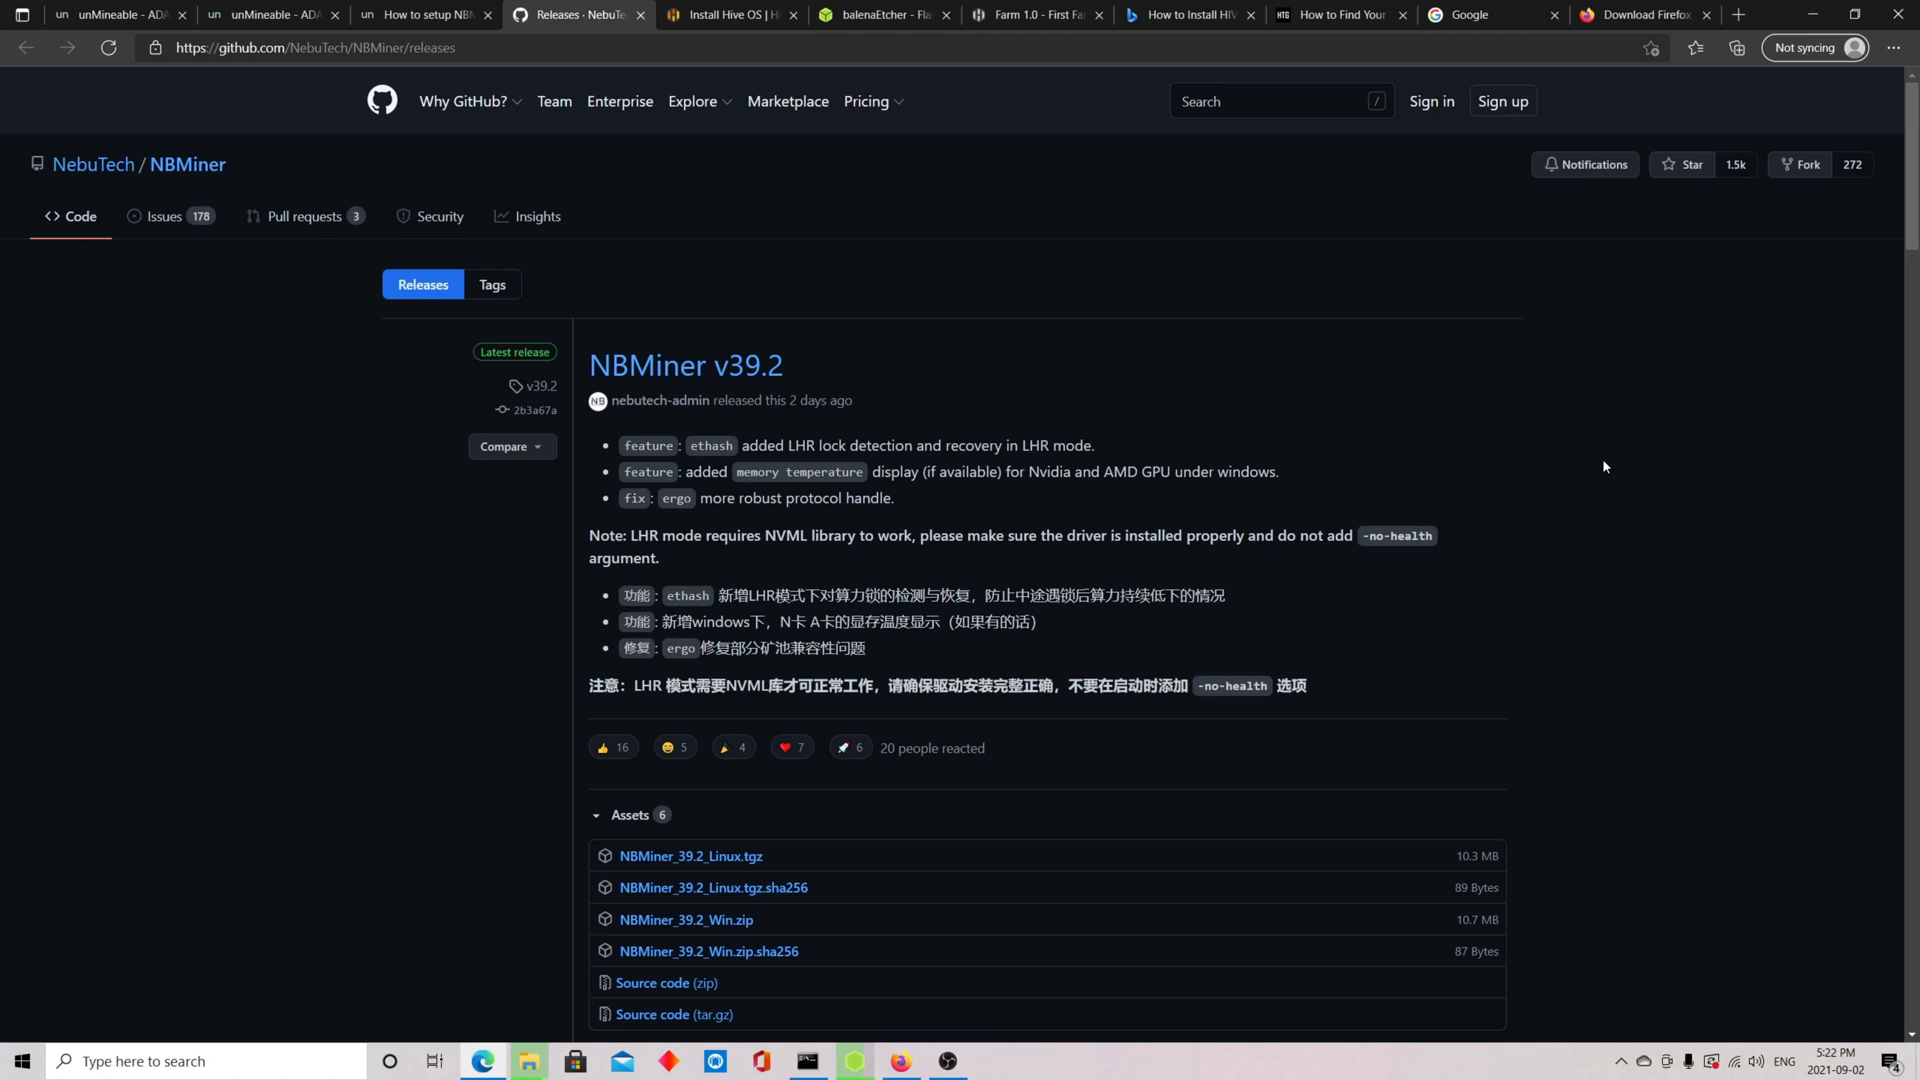 unMineable - ADA
unMineable - ADA
How to setup NBM
Releases · NebuTe
Install Hive OS | Hi
balenaEtcher - Fla
Farm 1.0 - First Fa
How to Install HIV
How to Find Your
Google
Download Firefox
https://github.com/NebuTech/NBMiner/releases
Not syncing
Why GitHub?
Team
Enterprise
Explore
Marketplace
Pricing
Search
/
Sign in
Sign up
NebuTech / NBMiner
Notifications
Star 1.5k
Fork 272
Code
Issues 178
Pull requests 3
Security
Insights
Releases
Tags
Latest release
v39.2
2b3a67a
Compare
NBMiner v39.2
nebutech-admin released this 2 days ago
feature: ethash added LHR lock detection and recovery in LHR mode.
feature: added memory temperature display (if available) for Nvidia and AMD GPU under windows.
fix: ergo more robust protocol handle.
Note: LHR mode requires NVML library to work, please make sure the driver is installed properly and do not add -no-health
argument.
功能: ethash 新增LHR模式下对算力锁的检测与恢复，防止中途遇锁后算力持续低下的情况
功能: 新增windows下，N卡 A卡的显存温度显示（如果有的话）
修复: ergo 修复部分矿池兼容性问题
注意：LHR 模式需要NVML库才可正常工作，请确保驱动安装完整正确，不要在启动时添加 -no-health 选项
16
5
4
7
6
20 people reacted
Assets 6
NBMiner_39.2_Linux.tgz 10.3 MB
NBMiner_39.2_Linux.tgz.sha256 89 Bytes
NBMiner_39.2_Win.zip 10.7 MB
NBMiner_39.2_Win.zip.sha256 87 Bytes
Source code (zip)
Source code (tar.gz)
Type here to search
ENG
5:22 PM
2021-09-02
4